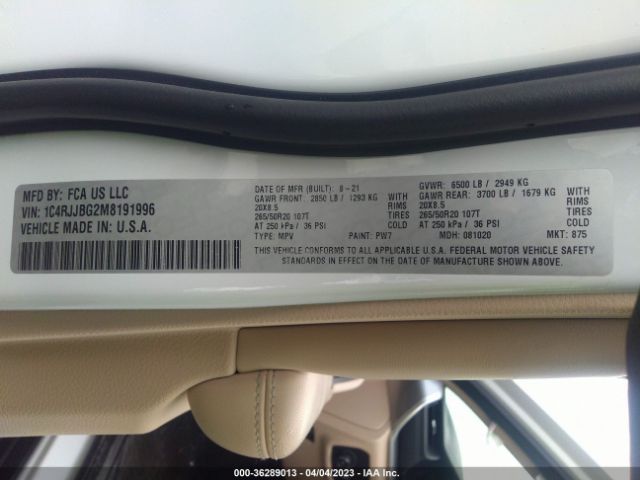 MFD BY: FCA US LLC
VIN: 1C4RJJBG2M8191996
VEHICLE MADE IN: U.S.A.
DATE OF MFR (BUILT): 8-21
GAWR FRONT: 2850 LB / 1293 KG
20X8.5
265/50R20 107T
AT 250 kPa / 36 PSI
TYPE: MPV
PAINT: PW7
RIMS
TIRES
COLD
GVWR: 6500 LB / 2949 KG
GAWR REAR: 3700 LB / 1679 KG
20X8.5
265/50R20 107T
AT 250 kPa / 36 PSI
MDH: 081020
RIMS
TIRES
COLD
MKT: 875
THIS VEHICLE CONFORMS TO ALL APPLICABLE U.S.A. FEDERAL MOTOR VEHICLE SAFETY
STANDARDS IN EFFECT ON THE DATE OF MANUFACTURE SHOWN ABOVE.
000-36289013 - 04/04/2023 - IAA Inc.